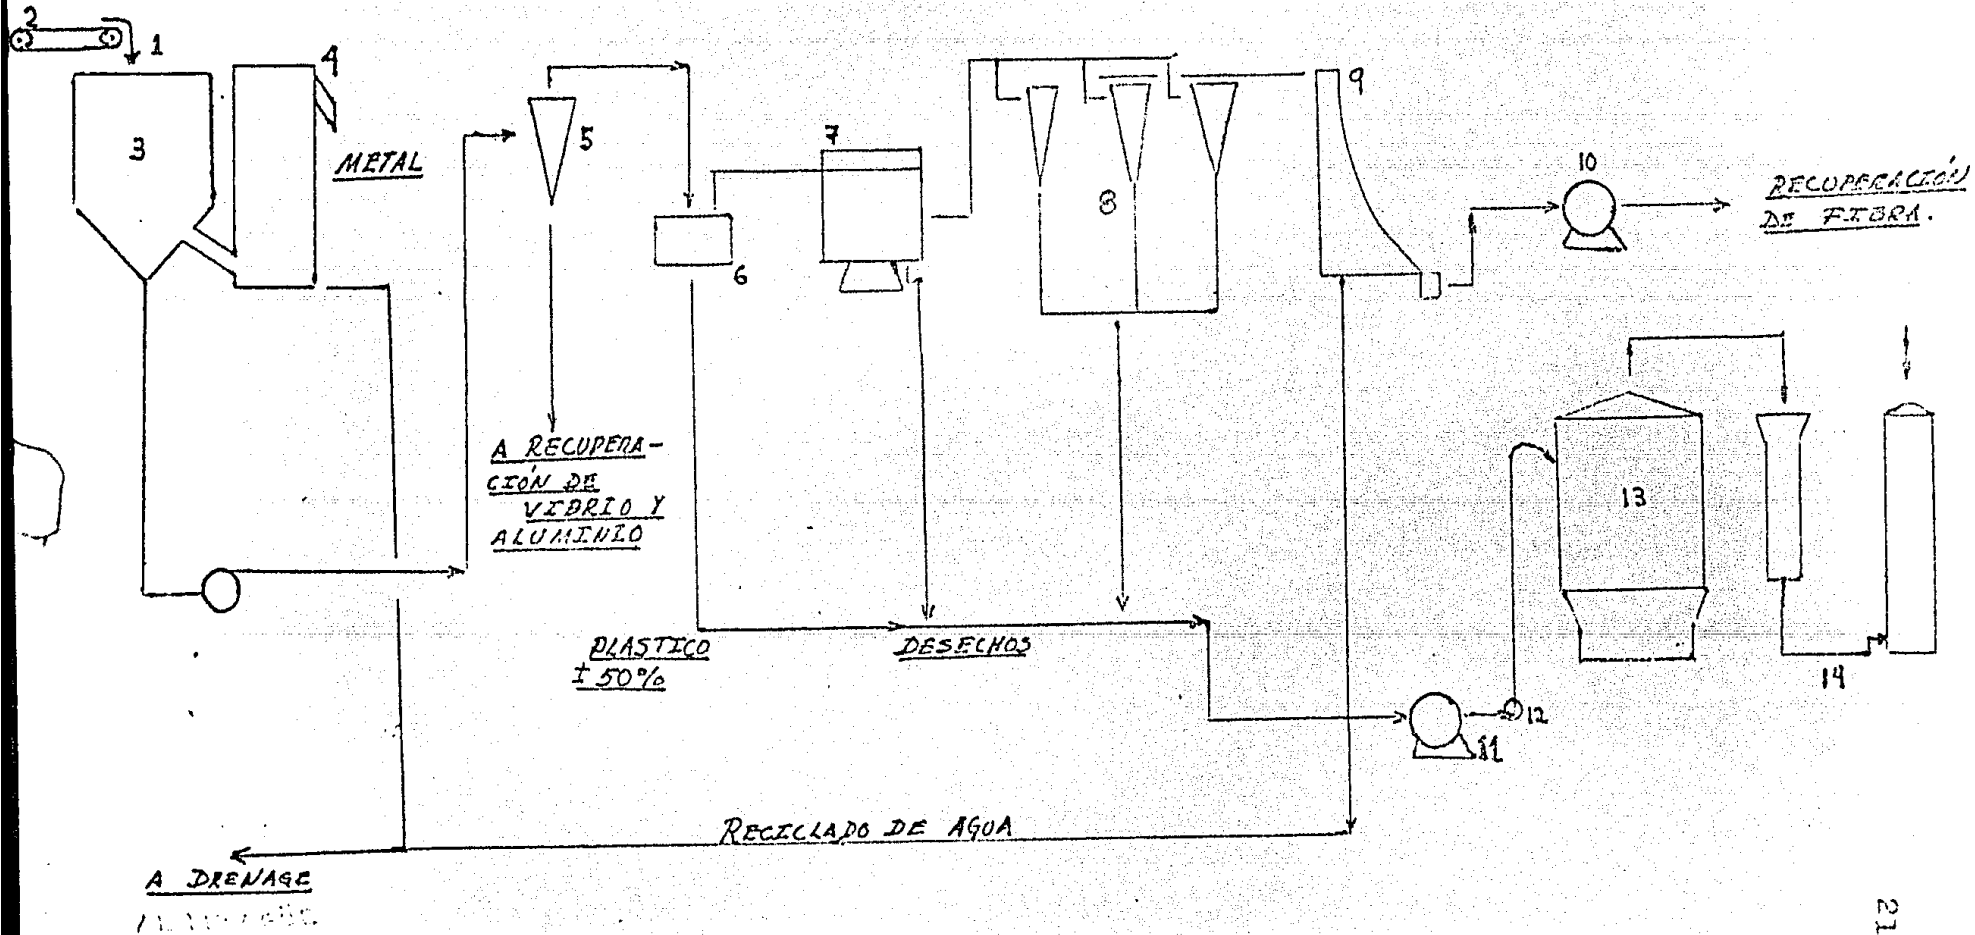 2
1
3
4
METAL
5
A RECUPERA-
CIÓN DE
VIDRIO Y
ALUMINIO
6
7
8
9
10
RECUPERACIÓN
DE FIBRA.
PLASTICO
± 50%
DESECHOS
11
12
13
14
RECICLADO DE AGUA
A DRENAGE
21